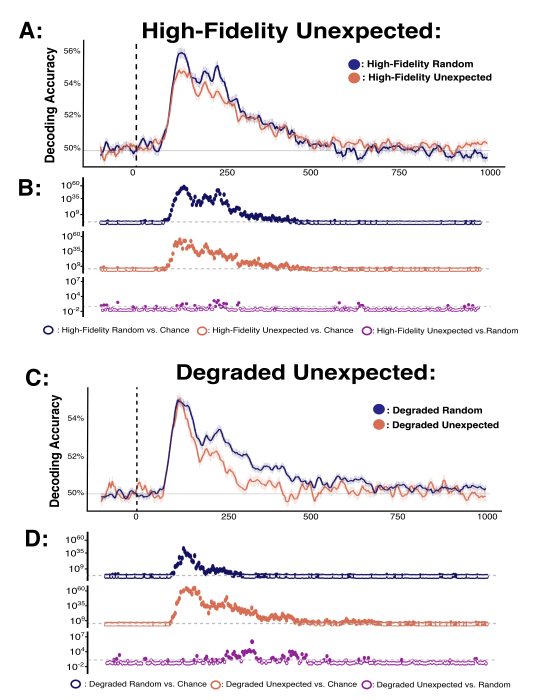 A:
High-Fidelity Unexpected:
Decoding Accuracy
56%
54%
52%
50%
: High-Fidelity Random
: High-Fidelity Unexpected
0
250
500
750
1000
B:
10^60
10^35
10^9
10^60
10^35
10^9
10^7
10^4
10^-2
: High-Fidelity Random vs. Chance
: High-Fidelity Unexpected vs. Chance
: High-Fidelity Unexpected vs.Random
C:
Degraded Unexpected:
Decoding Accuracy
54%
52%
50%
: Degraded Random
: Degraded Unexpected
0
250
500
750
1000
D:
10^60
10^35
10^9
10^60
10^35
10^9
10^7
10^4
10^-2
: Degraded Random vs. Chance
: Degraded Unexpected vs. Chance
: Degraded Unexpected vs. Random